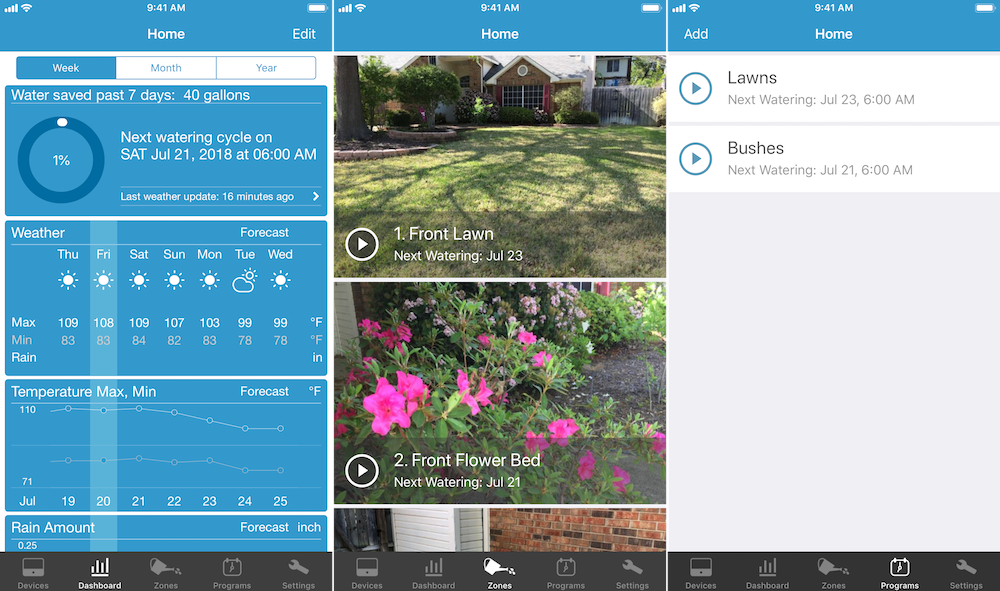 9:41 AM
Home
Edit
Week
Month
Year
Water saved past 7 days: 40 gallons
1%
Next watering cycle on
SAT Jul 21, 2018 at 06:00 AM
Last weather update: 16 minutes ago
Weather Forecast
Thu Fri Sat Sun Mon Tue Wed
Max 109 108 109 107 103 99 99 °F
Min 83 83 84 82 83 78 78 °F
Rain in
Temperature Max, Min Forecast °F
110
71
Jul 19 20 21 22 23 24 25
Rain Amount Forecast inch
0.25
Devices Dashboard Zones Programs Settings
9:41 AM
Home
1. Front Lawn
Next Watering: Jul 23
2. Front Flower Bed
Next Watering: Jul 21
Devices Dashboard Zones Programs Settings
9:41 AM
Add
Home
Lawns
Next Watering: Jul 23, 6:00 AM
Bushes
Next Watering: Jul 21, 6:00 AM
Devices Dashboard Zones Programs Settings